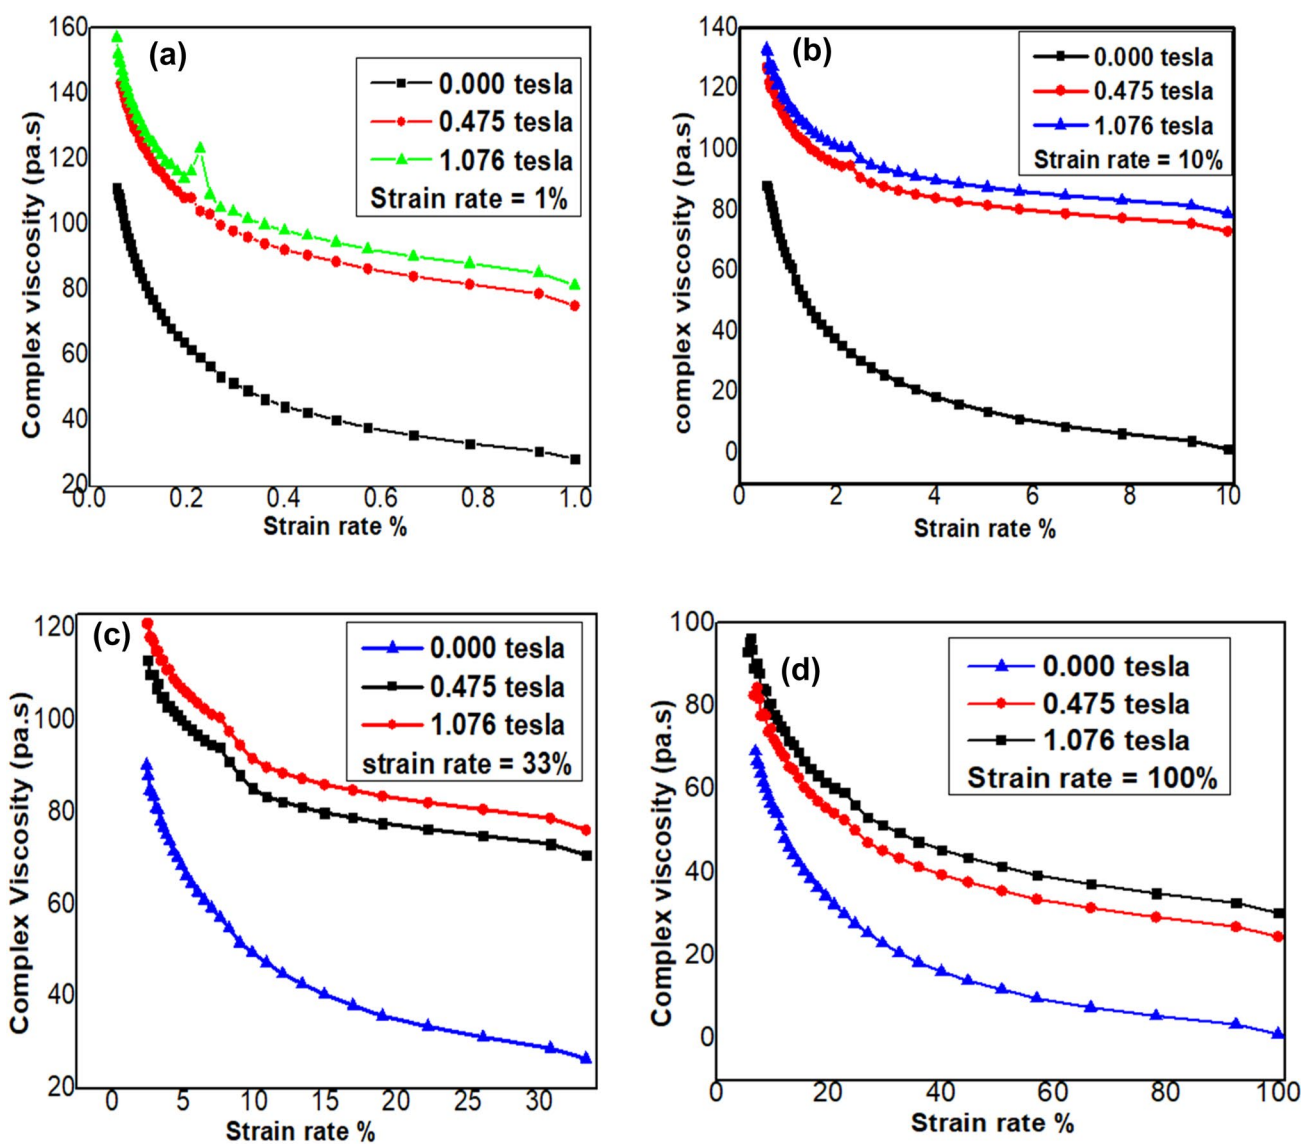 (a)
160
140
120
100
80
60
40
20
Complex viscosity (pa.s)
0.000 tesla
0.475 tesla
1.076 tesla
Strain rate = 1%
0.0 0.2 0.4 0.6 0.8 1.0
Strain rate %
(b)
140
120
100
80
60
40
20
0
complex viscosity (pa.s)
0.000 tesla
0.475 tesla
1.076 tesla
Strain rate = 10%
0 2 4 6 8 10
Strain rate %
(c)
120
100
80
60
40
20
Complex Viscosity (pa.s)
0.000 tesla
0.475 tesla
1.076 tesla
strain rate = 33%
0 5 10 15 20 25 30
Strain rate %
(d)
100
80
60
40
20
0
Complex viscosity (pa.s)
0.000 tesla
0.475 tesla
1.076 tesla
Strain rate = 100%
0 20 40 60 80 100
Strain rate %